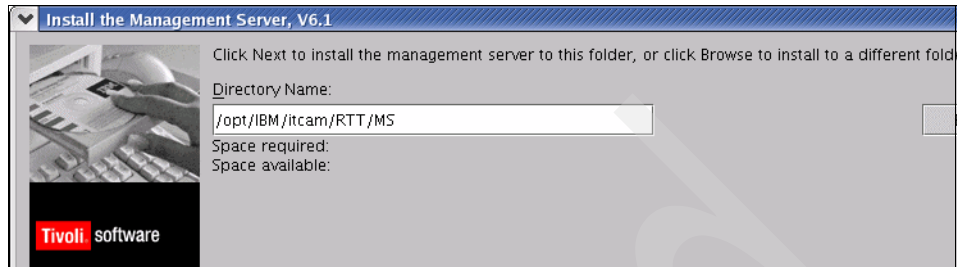 Install the Management Server, V6.1
Click Next to install the management server to this folder, or click Browse to install to a different fold
Directory Name:
/opt/IBM/itcam/RTT/MS
Space required:
Space available:
Tivoli. software